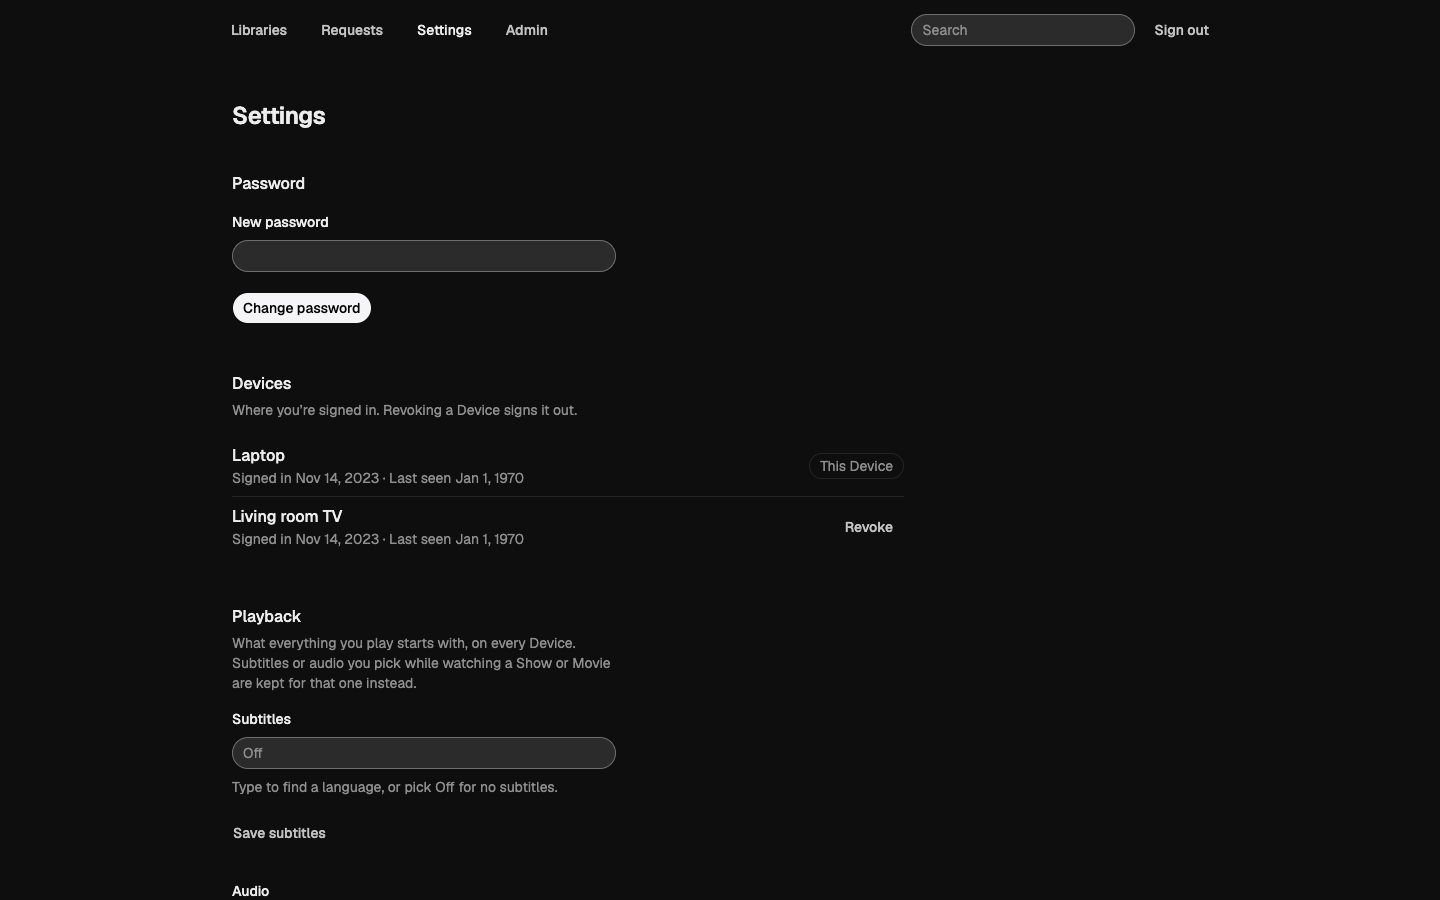 Libraries
Requests
Settings
Admin
Search
Sign out
Settings
Password
New password
Change password
Devices
Where you're signed in. Revoking a Device signs it out.
Laptop
Signed in Nov 14, 2023 · Last seen Jan 1, 1970
This Device
Living room TV
Signed in Nov 14, 2023 · Last seen Jan 1, 1970
Revoke
Playback
What everything you play starts with, on every Device.
Subtitles or audio you pick while watching a Show or Movie
are kept for that one instead.
Subtitles
Off
Type to find a language, or pick Off for no subtitles.
Save subtitles
Audio